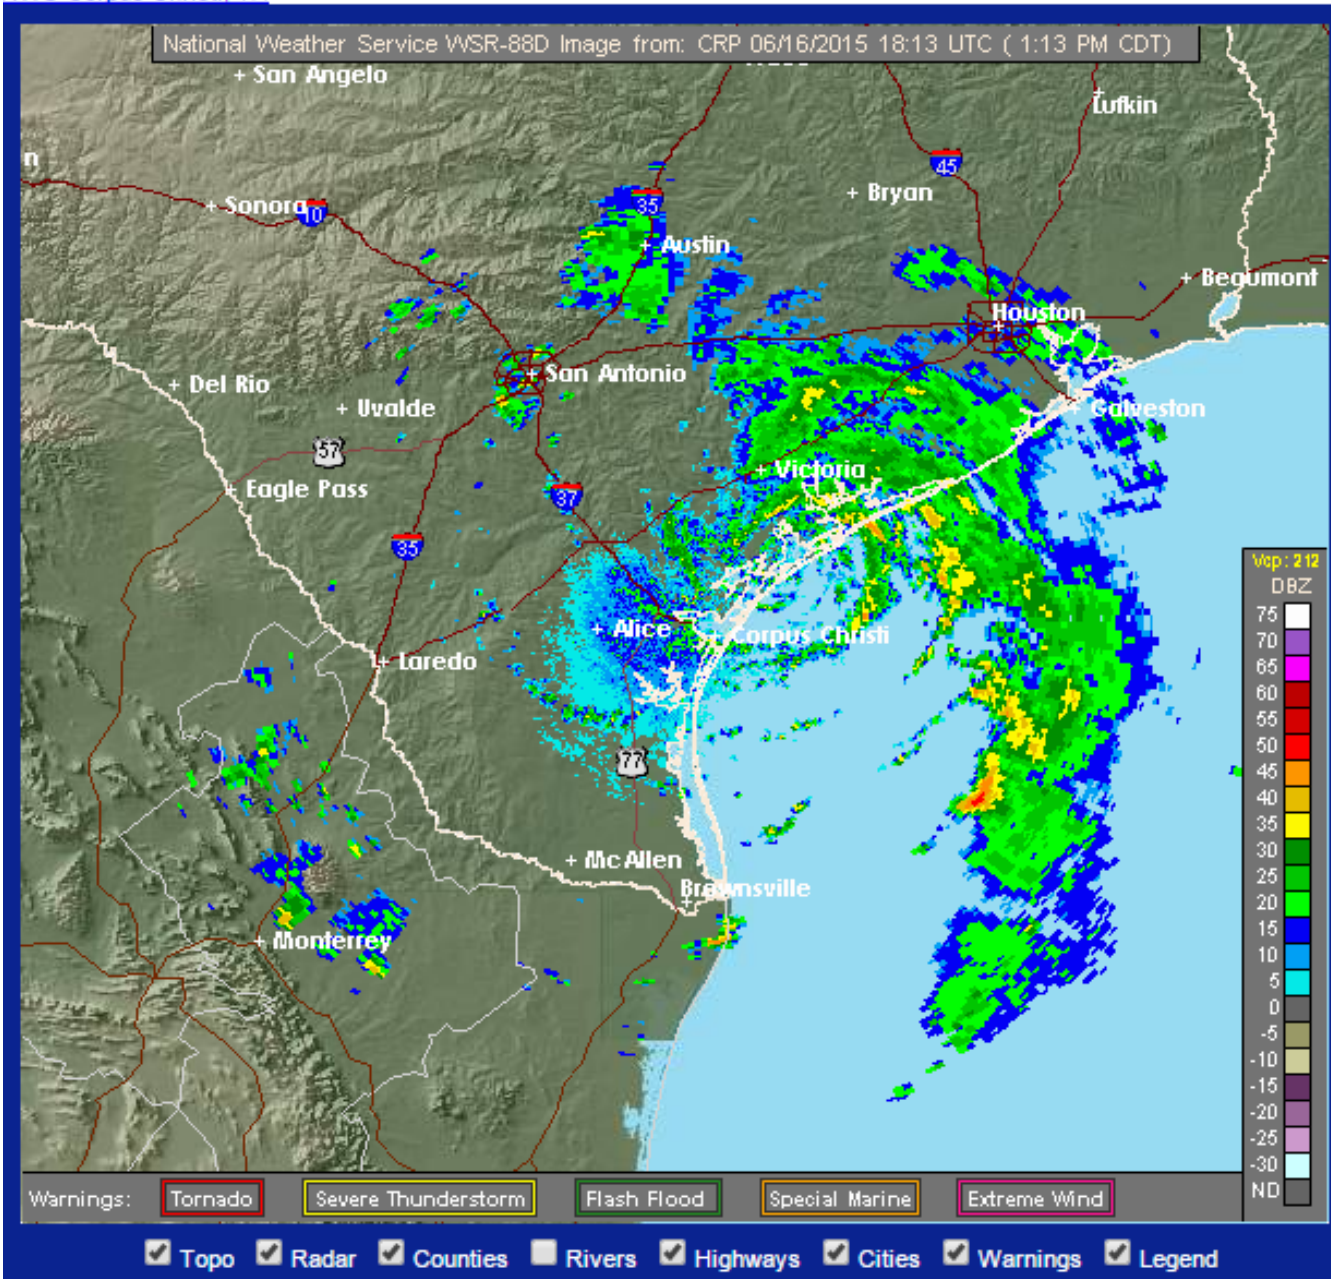 National Weather Service WSR-88D Image from: CRP 06/16/2015 18:13 UTC ( 1:13 PM CDT)
+ San Angelo
Lufkin
n
45
+ Bryan
Sonora
10
35
+ Austin
+ Beaumont
Houston
+ San Antonio
+ Del Rio
+ Uvalde
Galveston
57
+ Victoria
+ Eagle Pass
37
35
Vcp: 212
DBZ
75
+ Alice
Corpus Christi
70
+ Laredo
65
60
55
50
77
45
40
35
+ McAllen
30
Brownsville
25
20
15
+ Monterrey
10
5
0
-5
-10
-15
-20
-25
-30
ND
Warnings: Tornado Severe Thunderstorm Flash Flood Special Marine Extreme Wind
Topo Radar Counties Rivers Highways Cities Warnings Legend